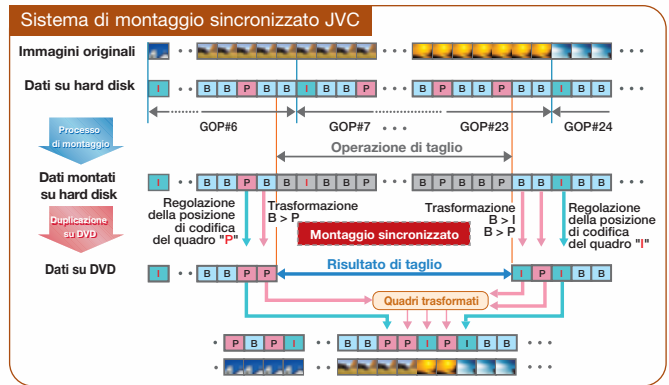 Sistema di montaggio sincronizzato JVC
Immagini originali
Dati su hard disk
I · · B B P B B I B B P · · · B P B B P B B I B B · · ·
GOP#6 GOP#7 · · · GOP#23 GOP#24
Processo
di montaggio
Operazione di taglio
Dati montati
su hard disk
I · · B B P B B I B B P · · · B P B B P B B I B B · · ·
Regolazione
della posizione
di codifica
del quadro "P"
Trasformazione
B > P
Trasformazione
B > I
B > P
Regolazione
della posizione
di codifica
del quadro "I"
Duplicazione
su DVD
Montaggio sincronizzato
Dati su DVD
I · · B B P P
Risultato di taglio
I P I B B · · ·
Quadri trasformati
· P B P I · · B B P P I P I B B · · ·